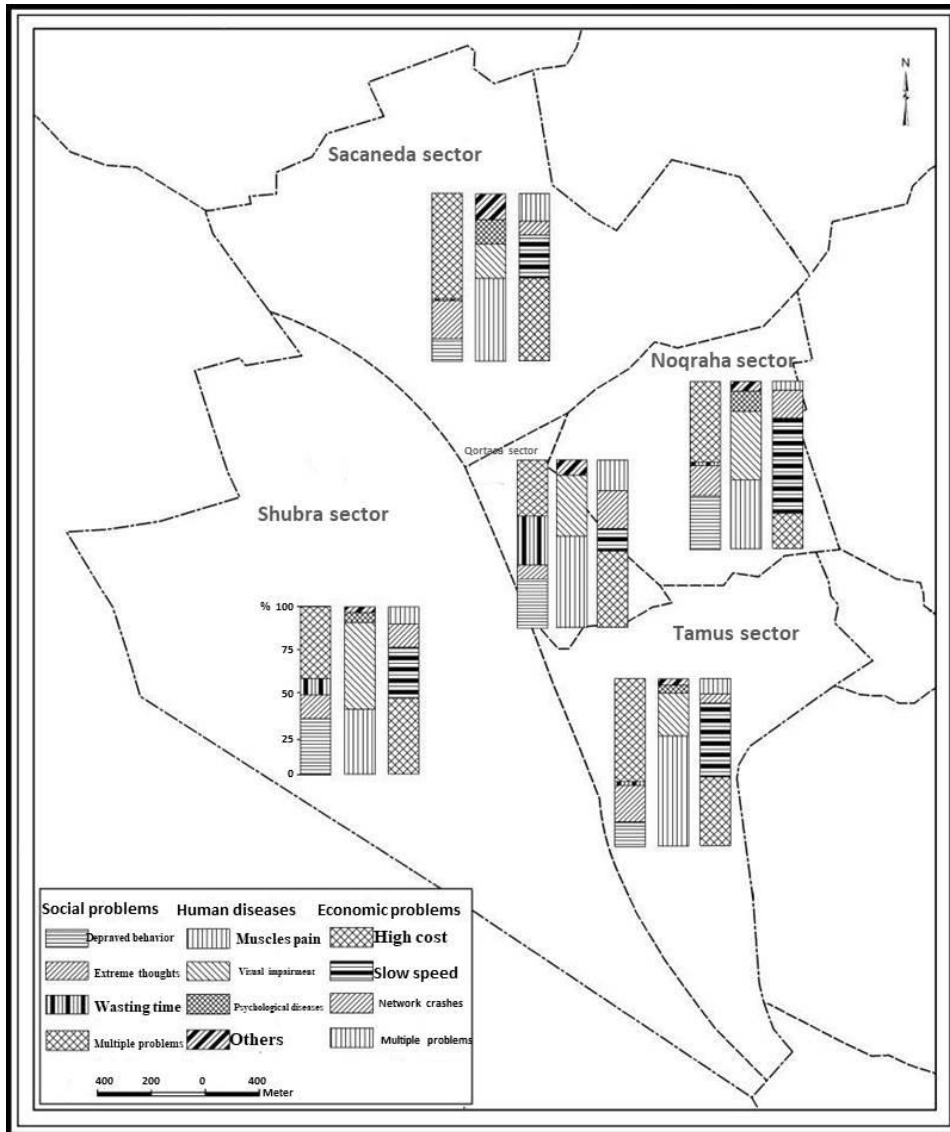 N
Sacaneda sector
Noqraha sector
Qortasa sector
Shubra sector
% 100
75
50
25
0
Tamus sector
Social problems Human diseases Economic problems
Depraved behavior Muscles pain High cost
Extreme thoughts Visual impairment Slow speed
Wasting time Psychological diseases Network crashes
Multiple problems Others Multiple problems
400 200 0 400
Meter